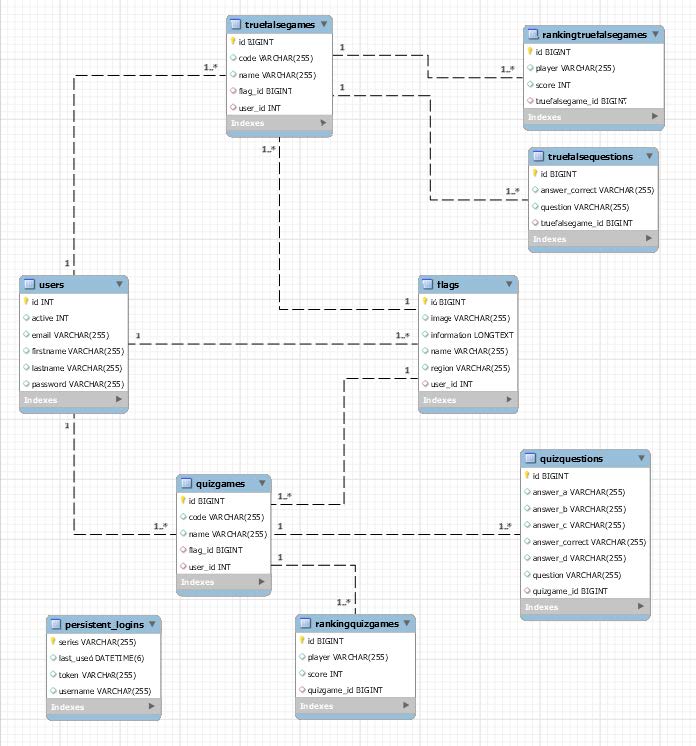 truefalsegames
id BIGINT
code VARCHAR(255)
name VARCHAR(255)
flag_id BIGINT
user_id INT
Indexes
1
1..*
1
1..*
1..*
1..*
1
rankingtruefalsegames
id BIGINT
player VARCHAR(255)
score INT
truefalsegame_id BIGINT
Indexes
truefalsequestions
id BIGINT
answer_correct VARCHAR(255)
question VARCHAR(255)
truefalsegame_id BIGINT
Indexes
users
id INT
active INT
email VARCHAR(255)
firstname VARCHAR(255)
lastname VARCHAR(255)
password VARCHAR(255)
Indexes
1
1..*
1
1
1
flags
id BIGINT
image VARCHAR(255)
information LONGTEXT
name VARCHAR(255)
region VARCHAR(255)
user_id INT
Indexes
quizgames
id BIGINT
code VARCHAR(255)
name VARCHAR(255)
flag_id BIGINT
user_id INT
Indexes
1..*
1..*
1
1..*
1
1..*
quizquestions
id BIGINT
answer_a VARCHAR(255)
answer_b VARCHAR(255)
answer_c VARCHAR(255)
answer_correct VARCHAR(255)
answer_d VARCHAR(255)
question VARCHAR(255)
quizgame_id BIGINT
Indexes
persistent_logins
series VARCHAR(255)
last_used DATETIME(6)
token VARCHAR(255)
username VARCHAR(255)
Indexes
rankingquizgames
id BIGINT
player VARCHAR(255)
score INT
quizgame_id BIGINT
Indexes